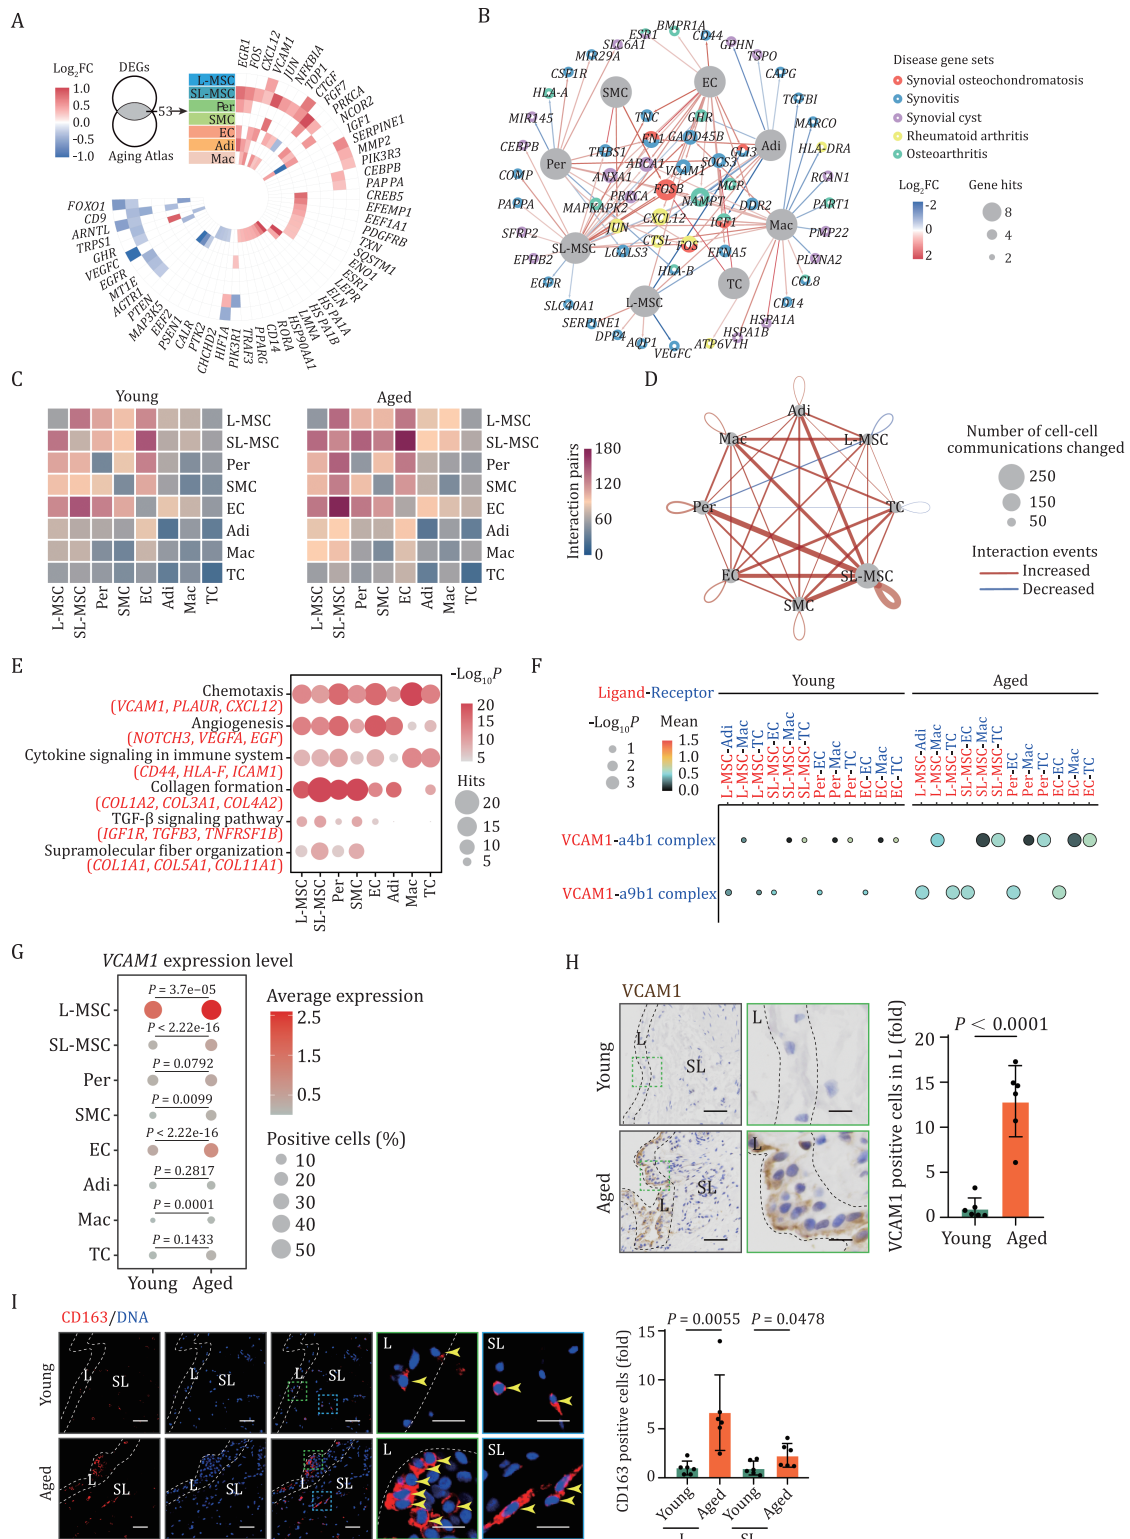 A
Log2FC
1.0
0.5
0.0
-0.5
-1.0
DEGs
53
Aging Atlas
L-MSC
SL-MSC
Per
SMC
EC
Adi
Mac
EGR1
FOS
CXCL12
VCAM1
JUN
NFKBIA
TOP1
CTGF
FGF7
PRKCA
NCOR2
IGF1
SERPINE1
MMP2
PIK3R3
CEBPB
PAPPA
CREB5
EFEMP1
EEF1A1
PDGFRB
TXN
SQSTM1
ENO1
ESR1
LEPR
ELN
HSPA1A
HSPA1B
LMNA
HSP90AA1
RORA
CD14
PPARG
TRAF3
PIK3R1
HIF1A
CHCHD2
PTK2
CALR
PSEN1
EEF2
MAP3K5
PTEN
AGTR1
MT1E
EGFR
VEGFC
GHR
TRPS1
ARNTL
CD9
FOXO1
B
BMPR1A
ESR1
CD44
SLC6A1
GPHN
MIR29A
TSPO
CSF1R
CAPG
HLA-A
TGFBI
MIR145
MARCO
CEBPB
HLA-DRA
COMP
RCAN1
PAPPA
PART1
SFRP2
PMP22
EPHB2
PLXNA2
EGFR
CCL8
SLC40A1
CD14
SERPINE1
HSPA1A
DPP4
HSPA1B
AQP1
ATP6V1H
VEGFC
SMC
EC
Per
Adi
SL-MSC
Mac
L-MSC
TC
TNC
GHR
FN1
GADD45B
THBS1
GLI3
ABCA1
SOCS3
ANXA1
VCAM1
PRKCA
FOSB
MGP
MAPKAPK2
NAMPT
DDR2
JUN
CXCL12
IGF1
CTSL
FOS
LGALS3
EFNA5
HLA-B
Disease gene sets
Synovial osteochondromatosis
Synovitis
Synovial cyst
Rheumatoid arthritis
Osteoarthritis
Log2FC
-2
0
2
Gene hits
8
4
2
C
Young
Aged
L-MSC
SL-MSC
Per
SMC
EC
Adi
Mac
TC
L-MSC
SL-MSC
Per
SMC
EC
Adi
Mac
TC
L-MSC
SL-MSC
Per
SMC
EC
Adi
Mac
TC
L-MSC
SL-MSC
Per
SMC
EC
Adi
Mac
TC
Interaction pairs
180
120
60
0
D
Adi
Mac
L-MSC
Per
TC
EC
SL-MSC
SMC
Number of cell-cell
communications changed
250
150
50
Interaction events
Increased
Decreased
E
Chemotaxis
(VCAM1, PLAUR, CXCL12)
Angiogenesis
(NOTCH3, VEGFA, EGF)
Cytokine signaling in immune system
(CD44, HLA-F, ICAM1)
Collagen formation
(COL1A2, COL3A1, COL4A2)
TGF-β signaling pathway
(IGF1R, TGFB3, TNFRSF1B)
Supramolecular fiber organization
(COL1A1, COL5A1, COL11A1)
L-MSC
SL-MSC
Per
SMC
EC
Adi
Mac
TC
-Log10P
20
15
10
5
Hits
20
15
10
5
F
Ligand-Receptor
-Log10P
1
2
3
Mean
1.5
1.0
0.5
0.0
Young
Aged
L-MSC-Adi
L-MSC-Mac
L-MSC-TC
SL-MSC-EC
SL-MSC-Mac
SL-MSC-TC
Per-EC
Per-Mac
Per-TC
EC-EC
EC-Mac
EC-TC
L-MSC-Adi
L-MSC-Mac
L-MSC-TC
SL-MSC-EC
SL-MSC-Mac
SL-MSC-TC
Per-EC
Per-Mac
Per-TC
EC-EC
EC-Mac
EC-TC
VCAM1-a4b1 complex
VCAM1-a9b1 complex
G
VCAM1 expression level
L-MSC
SL-MSC
Per
SMC
EC
Adi
Mac
TC
P = 3.7e-05
P < 2.22e-16
P = 0.0792
P = 0.0099
P < 2.22e-16
P = 0.2817
P = 0.0001
P = 0.1433
Young
Aged
Average expression
2.5
1.5
0.5
Positive cells (%)
10
20
30
40
50
H
VCAM1
Young
Aged
L
SL
L
L
SL
L
VCAM1 positive cells in L (fold)
20
15
10
5
0
P < 0.0001
Young
Aged
I
CD163/DNA
Young
Aged
L
SL
L
SL
L
SL
L
SL
L
SL
L
SL
L
SL
L
SL
CD163 positive cells (fold)
15
10
5
0
P = 0.0055
P = 0.0478
Young
Aged
Young
Aged
L
SL